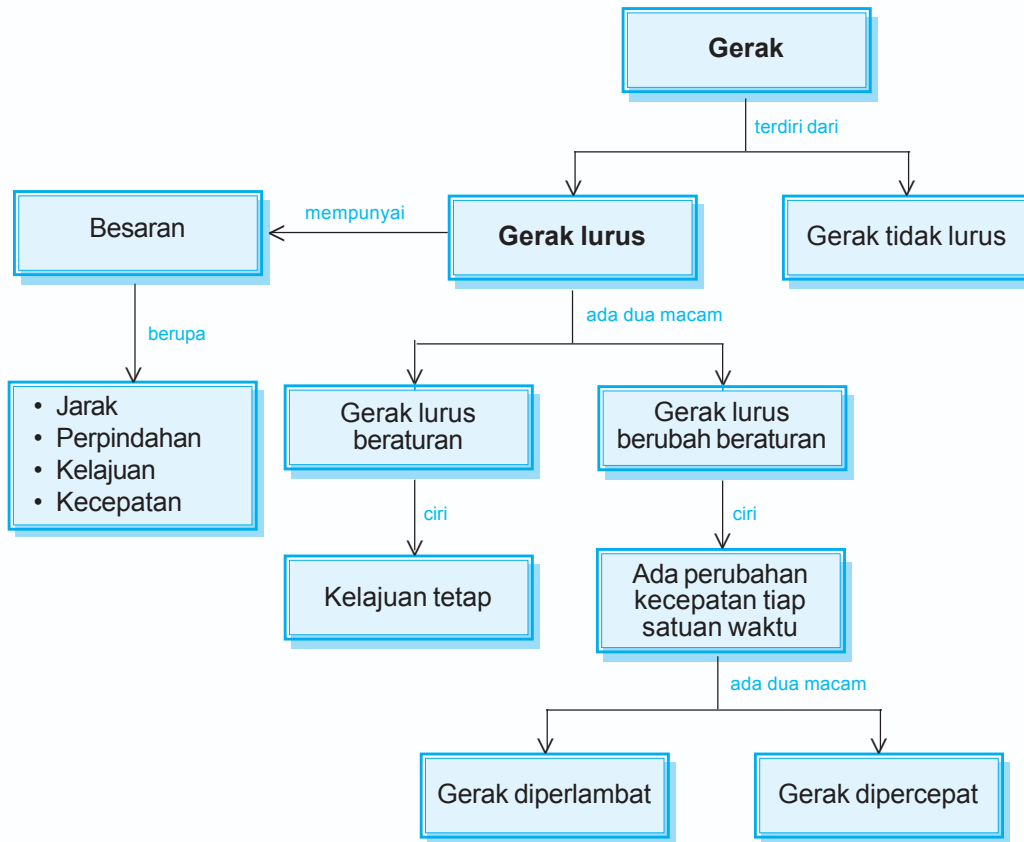 Gerak
terdiri dari
Besaran
mempunyai
Gerak lurus
Gerak tidak lurus
berupa
ada dua macam
• Jarak
• Perpindahan
• Kelajuan
• Kecepatan
Gerak lurus
beraturan
Gerak lurus
berubah beraturan
ciri
ciri
Kelajuan tetap
Ada perubahan
kecepatan tiap
satuan waktu
ada dua macam
Gerak diperlambat
Gerak dipercepat